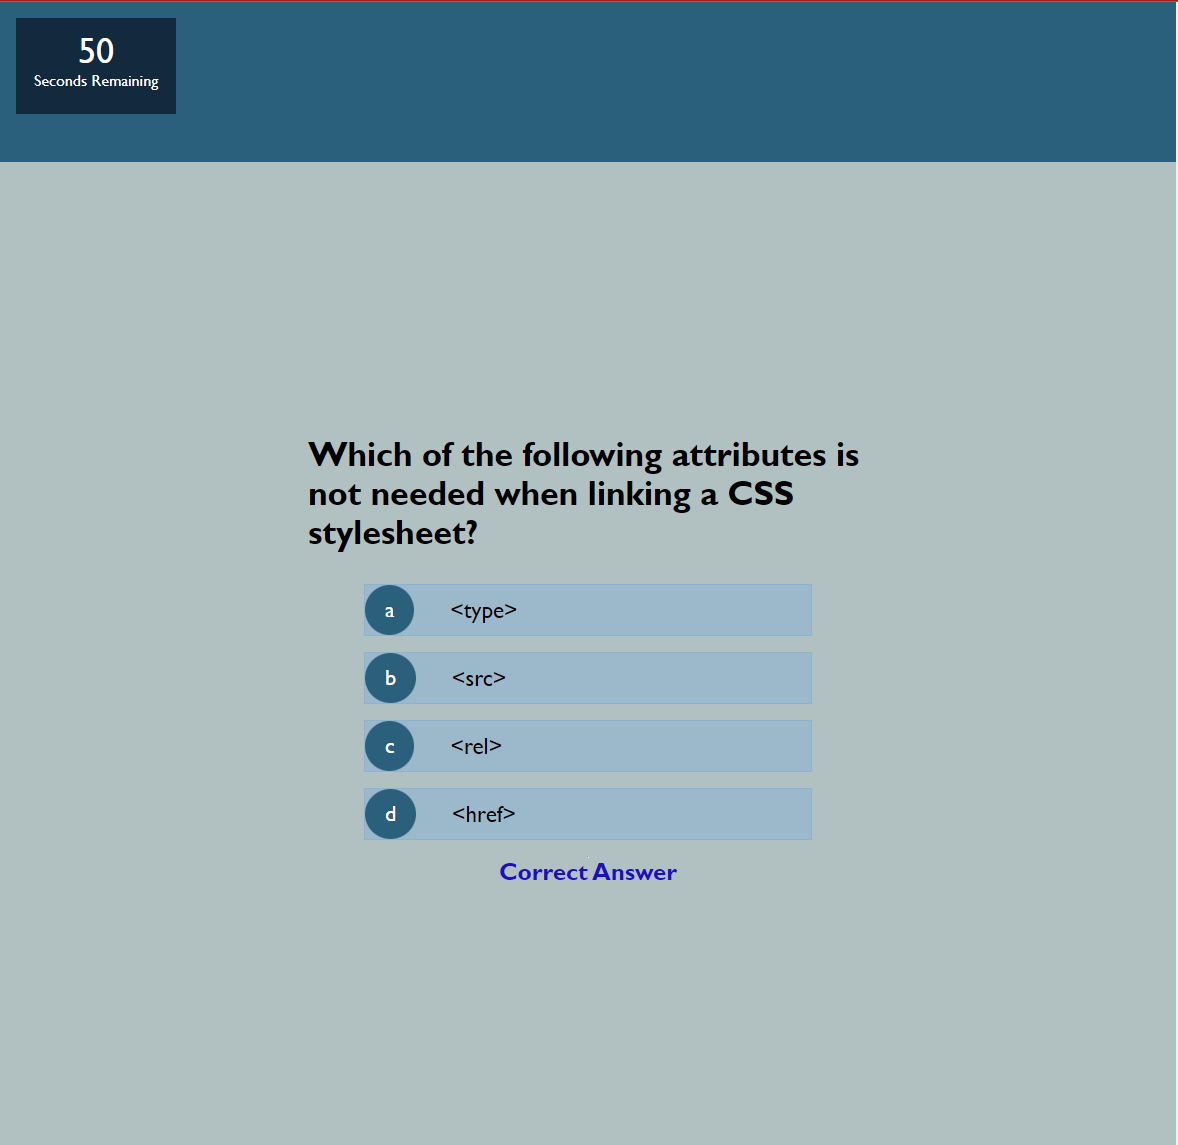 50
Seconds Remaining
Which of the following attributes is
not needed when linking a CSS
stylesheet?
a <type>
b <src>
c <rel>
d <href>
Correct Answer